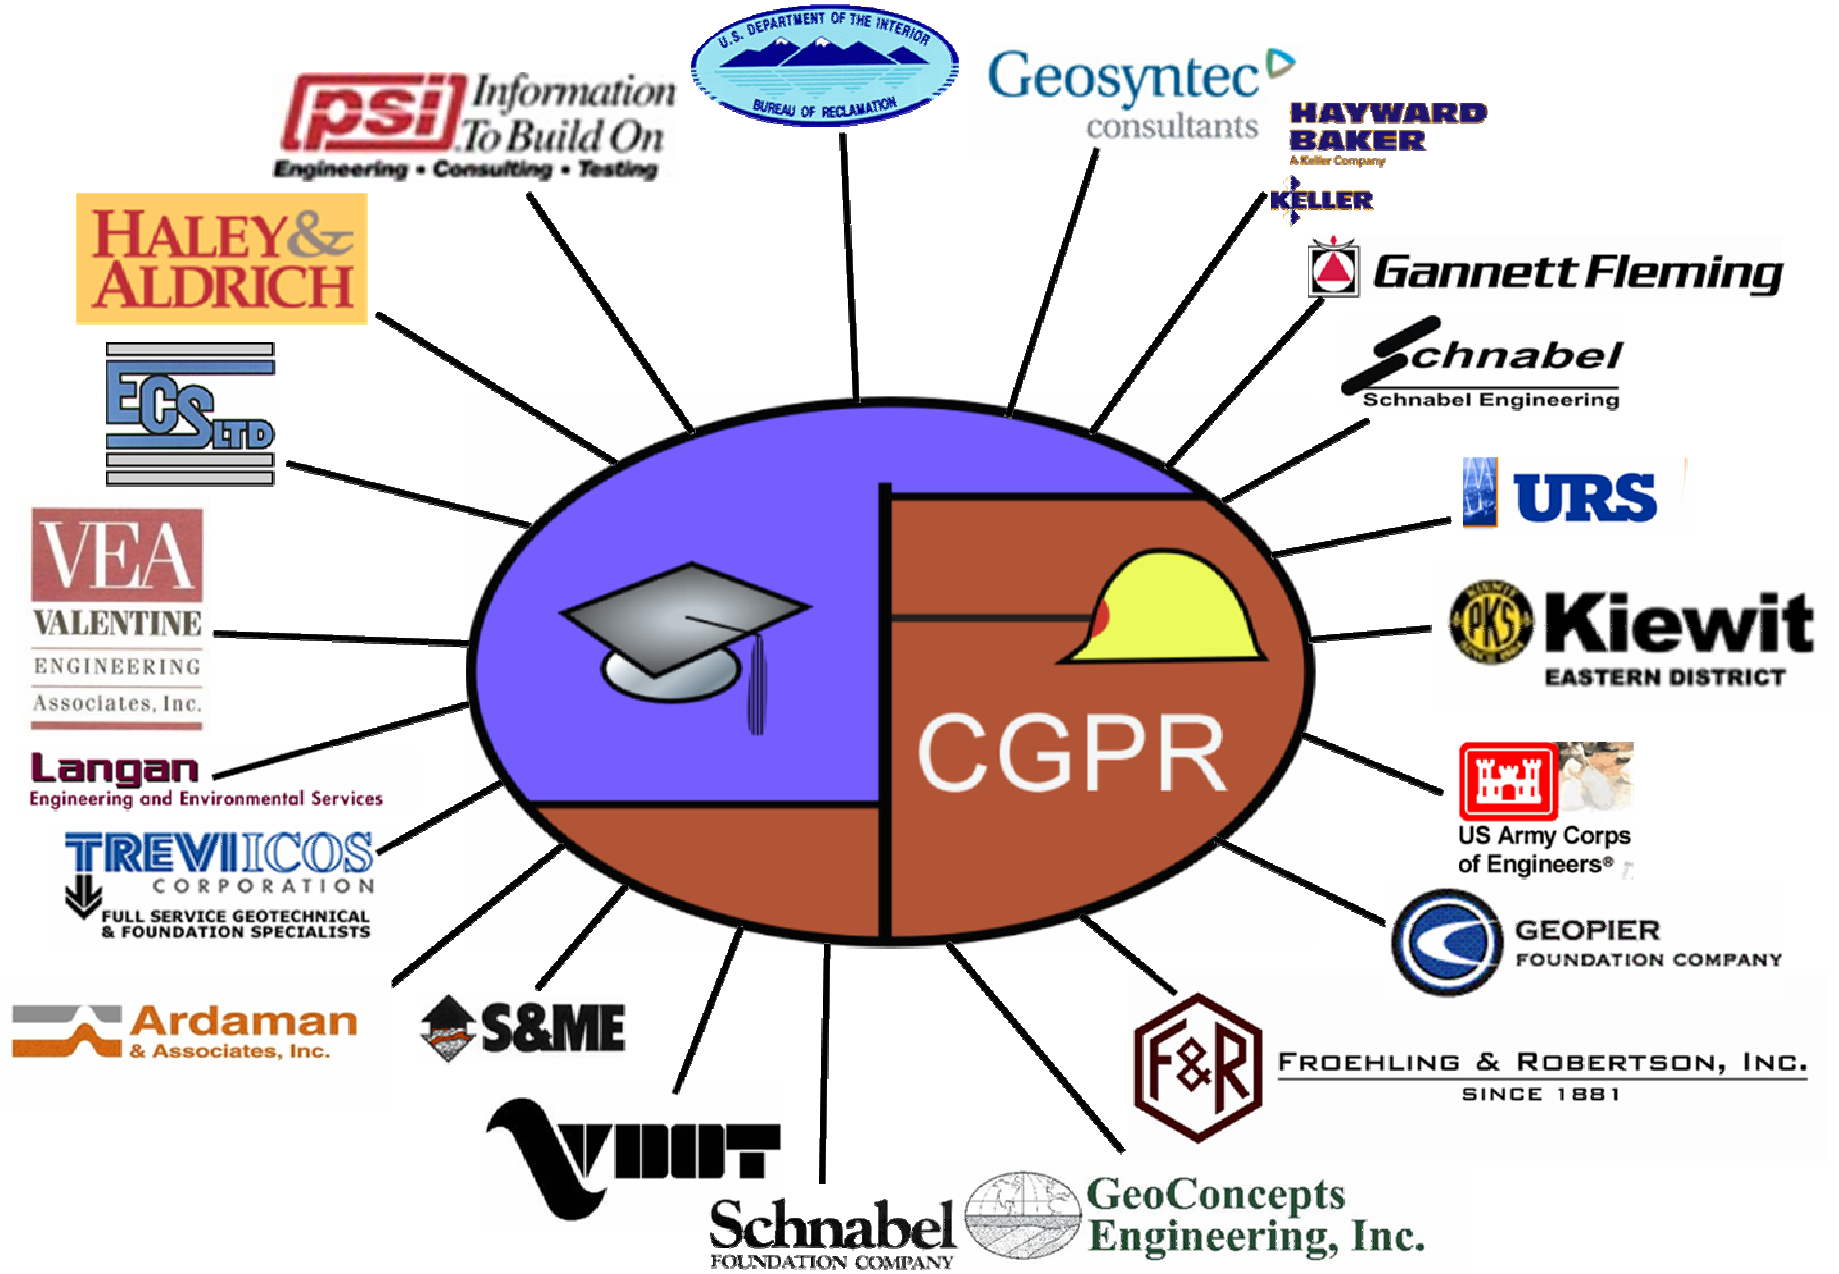 U.S. DEPARTMENT OF THE INTERIOR
BUREAU OF RECLAMATION
Geosyntec
consultants
HAYWARD
BAKER
A Keller Company
KELLER
psi Information
To Build On
Engineering • Consulting • Testing
HALEY&
ALDRICH
Gannett Fleming
Schnabel
Schnabel Engineering
ECS LTD
URS
VEA
VALENTINE
ENGINEERING
Associates, Inc.
PKS
Kiewit
EASTERN DISTRICT
CGPR
Langan
Engineering and Environmental Services
US Army Corps
of Engineers®
TREVIICOS
CORPORATION
FULL SERVICE GEOTECHNICAL
& FOUNDATION SPECIALISTS
GEOPIER
FOUNDATION COMPANY
Ardaman
& Associates, Inc.
S&ME
F&R
FROEHLING & ROBERTSON, INC.
SINCE 1881
VDOT
Schnabel
FOUNDATION COMPANY
GeoConcepts
Engineering, Inc.